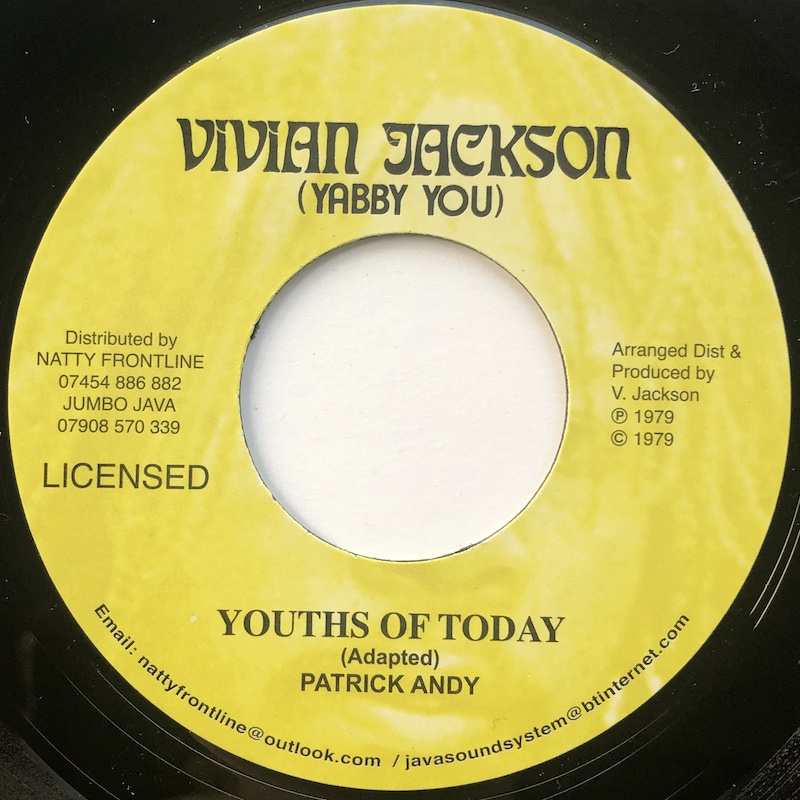 VIVIAN JACKSON
(YABBY YOU)
Distributed by
NATTY FRONTLINE
07454 886 882
JUMBO JAVA
07908 570 339
LICENSED
Arranged Dist &
Produced by
V. Jackson
℗ 1979
© 1979
YOUTHS OF TODAY
(Adapted)
PATRICK ANDY
Email: nattyfrontline@outlook.com / javasoundsystem@btinternet.com